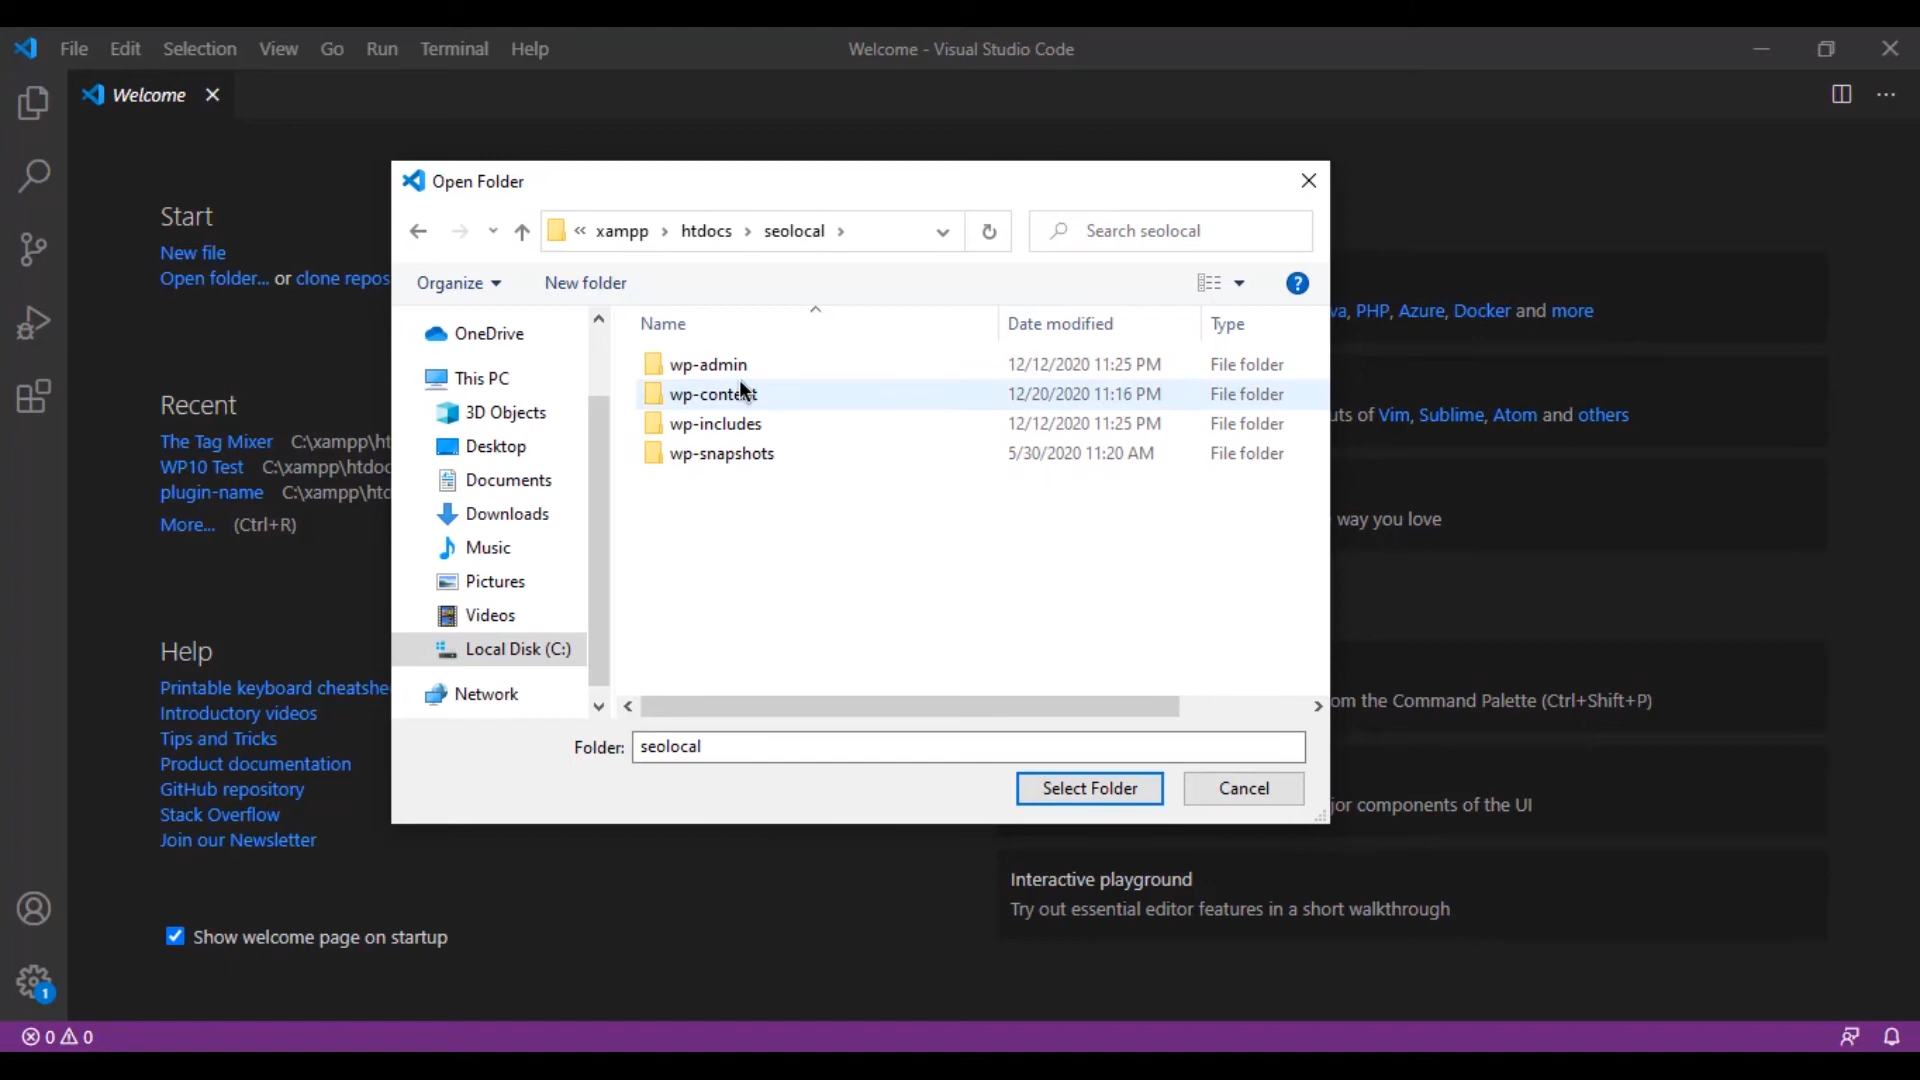 File Edit Selection View Go Run Terminal Help
Welcome - Visual Studio Code
Welcome
Start
New file
Open folder... or clone repos
Recent
The Tag Mixer C:\xampp\ht
WP10 Test C:\xampp\htdoc
plugin-name C:\xampp\htc
More... (Ctrl+R)
Help
Printable keyboard cheatshe
Introductory videos
Tips and Tricks
Product documentation
GitHub repository
Stack Overflow
Join our Newsletter
Show welcome page on startup
Open Folder
« xampp › htdocs › seolocal ›
Search seolocal
Organize
New folder
?
OneDrive
This PC
3D Objects
Desktop
Documents
Downloads
Music
Pictures
Videos
Local Disk (C:)
Network
Name Date modified Type
wp-admin 12/12/2020 11:25 PM File folder
wp-content 12/20/2020 11:16 PM File folder
wp-includes 12/12/2020 11:25 PM File folder
wp-snapshots 5/30/2020 11:20 AM File folder
Folder: seolocal
Select Folder Cancel
va, PHP, Azure, Docker and more
uts of Vim, Sublime, Atom and others
way you love
om the Command Palette (Ctrl+Shift+P)
jor components of the UI
Interactive playground
Try out essential editor features in a short walkthrough
1
0 0